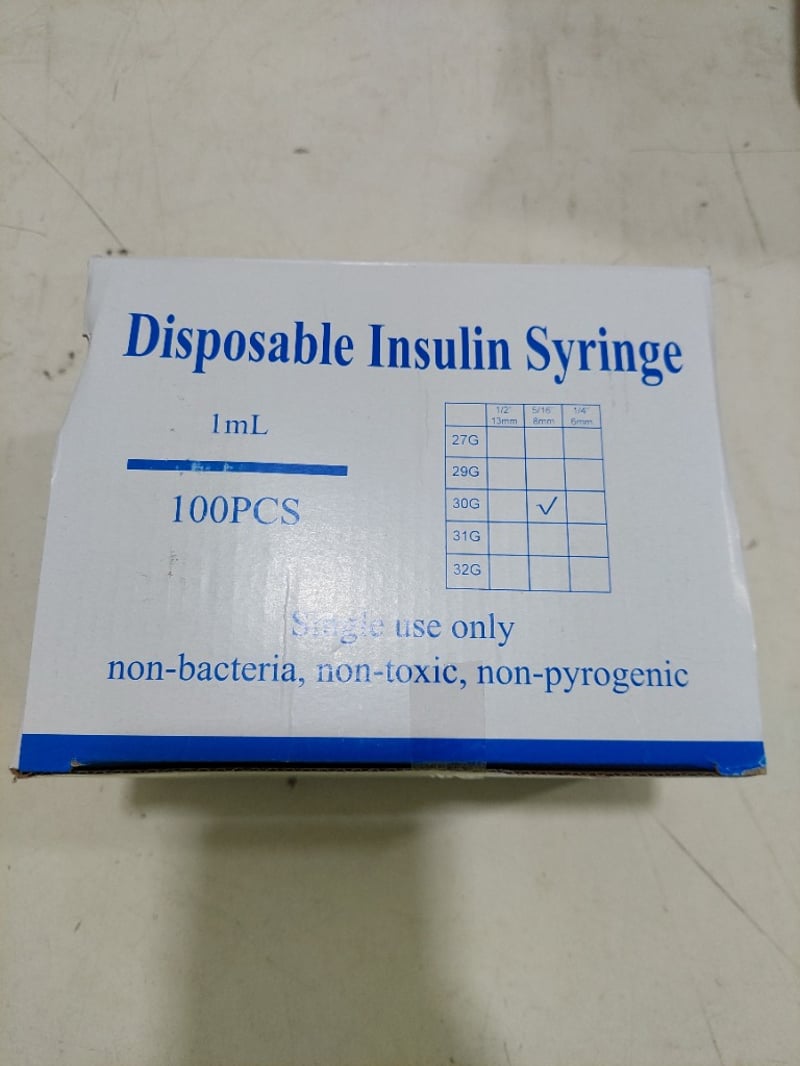 Disposable Insulin Syringe
1mL
100PCS
1/2" 5/16" 1/4"
13mm 8mm 6mm
27G
29G
30G ✓
31G
32G
Single use only
non-bacteria, non-toxic, non-pyrogenic